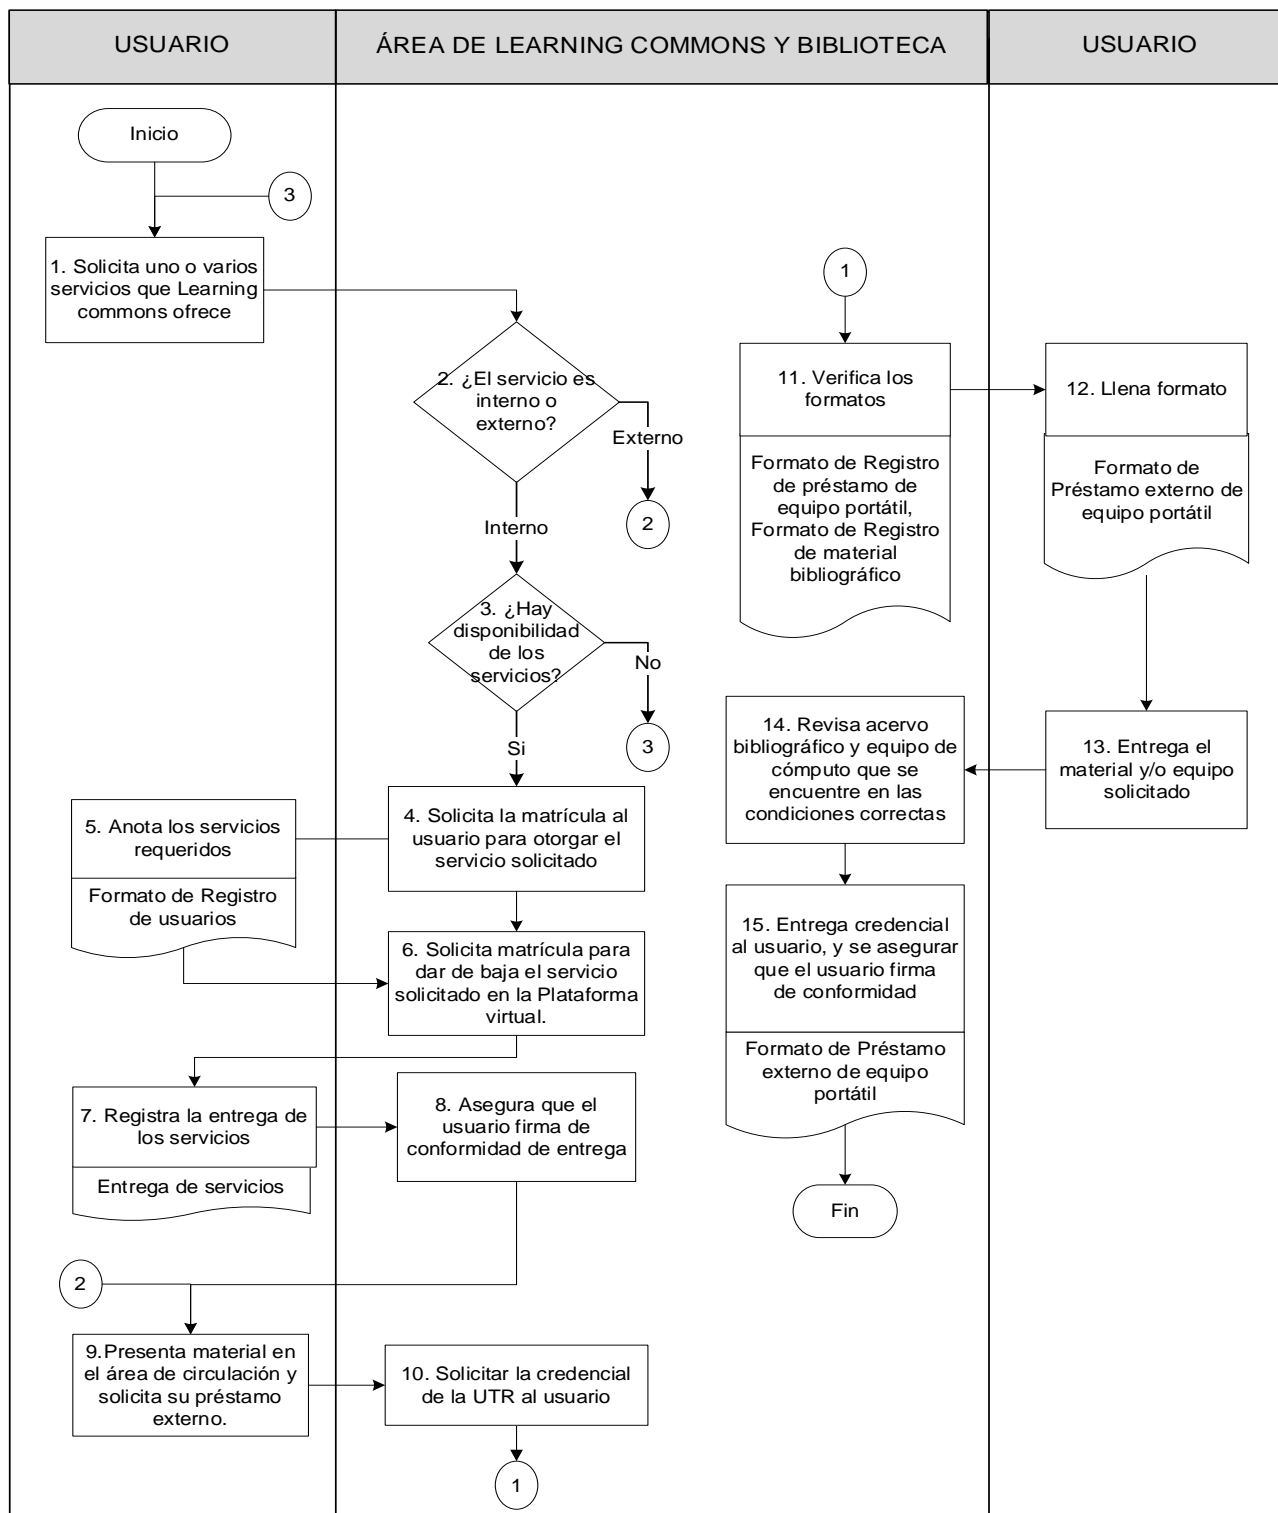 USUARIO
ÁREA DE LEARNING COMMONS Y BIBLIOTECA
USUARIO
Inicio
3
1. Solicita uno o varios
servicios que Learning
commons ofrece
2. ¿El servicio es
interno o
externo?
Externo
2
Interno
3. ¿Hay
disponibilidad
de los
servicios?
No
3
Si
4. Solicita la matrícula al
usuario para otorgar el
servicio solicitado
5. Anota los servicios
requeridos
Formato de Registro
de usuarios
6. Solicita matrícula para
dar de baja el servicio
solicitado en la Plataforma
virtual.
7. Registra la entrega de
los servicios
Entrega de servicios
8. Asegura que el
usuario firma de
conformidad de entrega
2
9.Presenta material en
el área de circulación y
solicita su préstamo
externo.
10. Solicitar la credencial
de la UTR al usuario
1
1
11. Verifica los
formatos
Formato de Registro
de préstamo de
equipo portátil,
Formato de Registro
de material
bibliográfico
12. Llena formato
Formato de
Préstamo externo de
equipo portátil
13. Entrega el
material y/o equipo
solicitado
14. Revisa acervo
bibliográfico y equipo de
cómputo que se
encuentre en las
condiciones correctas
15. Entrega credencial
al usuario, y se asegurar
que el usuario firma
de conformidad
Formato de Préstamo
externo de equipo
portátil
Fin